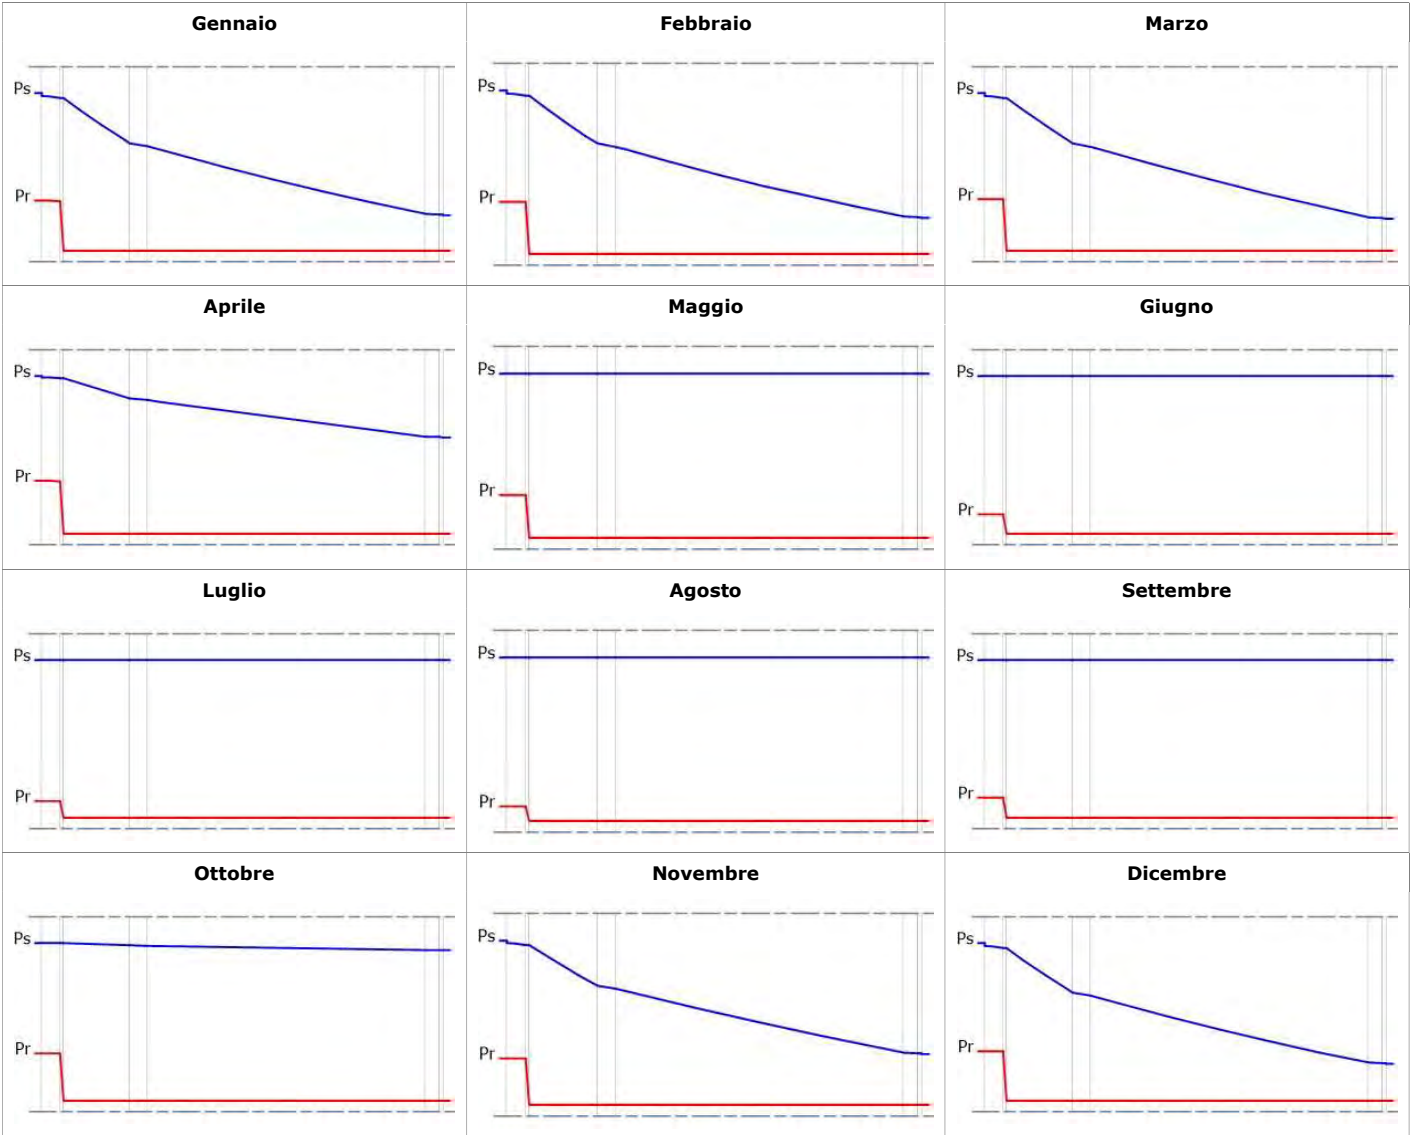 Gennaio
Febbraio
Marzo
Ps
Ps
Ps
Pr
Pr
Pr
Aprile
Maggio
Giugno
Ps
Ps
Ps
Pr
Pr
Pr
Luglio
Agosto
Settembre
Ps
Ps
Ps
Pr
Pr
Pr
Ottobre
Novembre
Dicembre
Ps
Ps
Ps
Pr
Pr
Pr